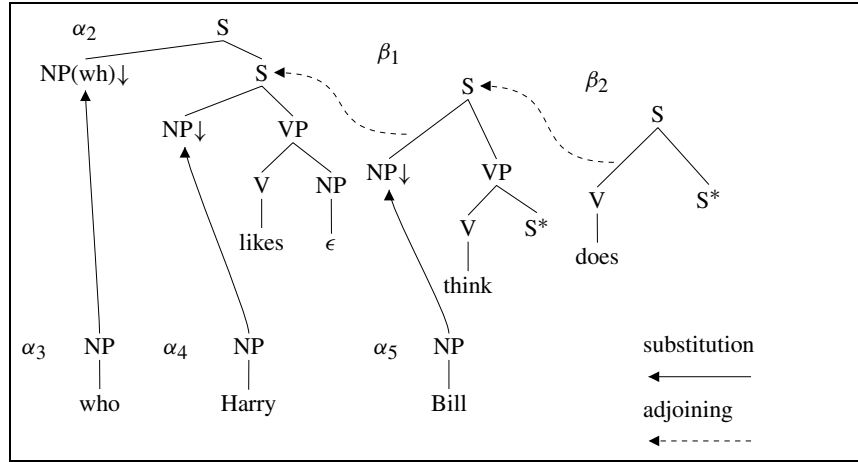 α2 S β1
NP(wh)↓ S S β2
NP↓ VP S
NP↓ VP
V NP V S*
likes ϵ V S* does
think
α3 NP α4 NP α5 NP substitution
who Harry Bill adjoining